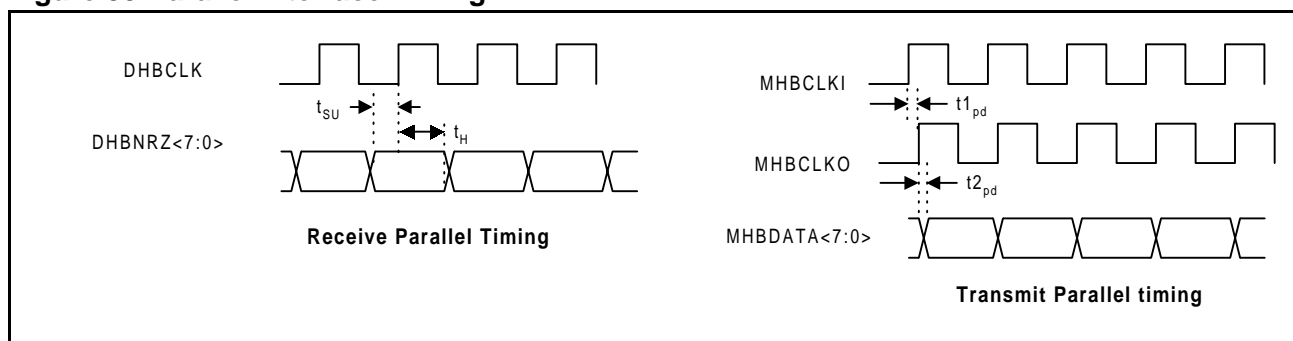 DHBCLK
t_SU
t_H
DHBNRZ<7:0>
Receive Parallel Timing
MHBCLKI
t1_pd
MHBCLKO
t2_pd
MHBDATA<7:0>
Transmit Parallel timing